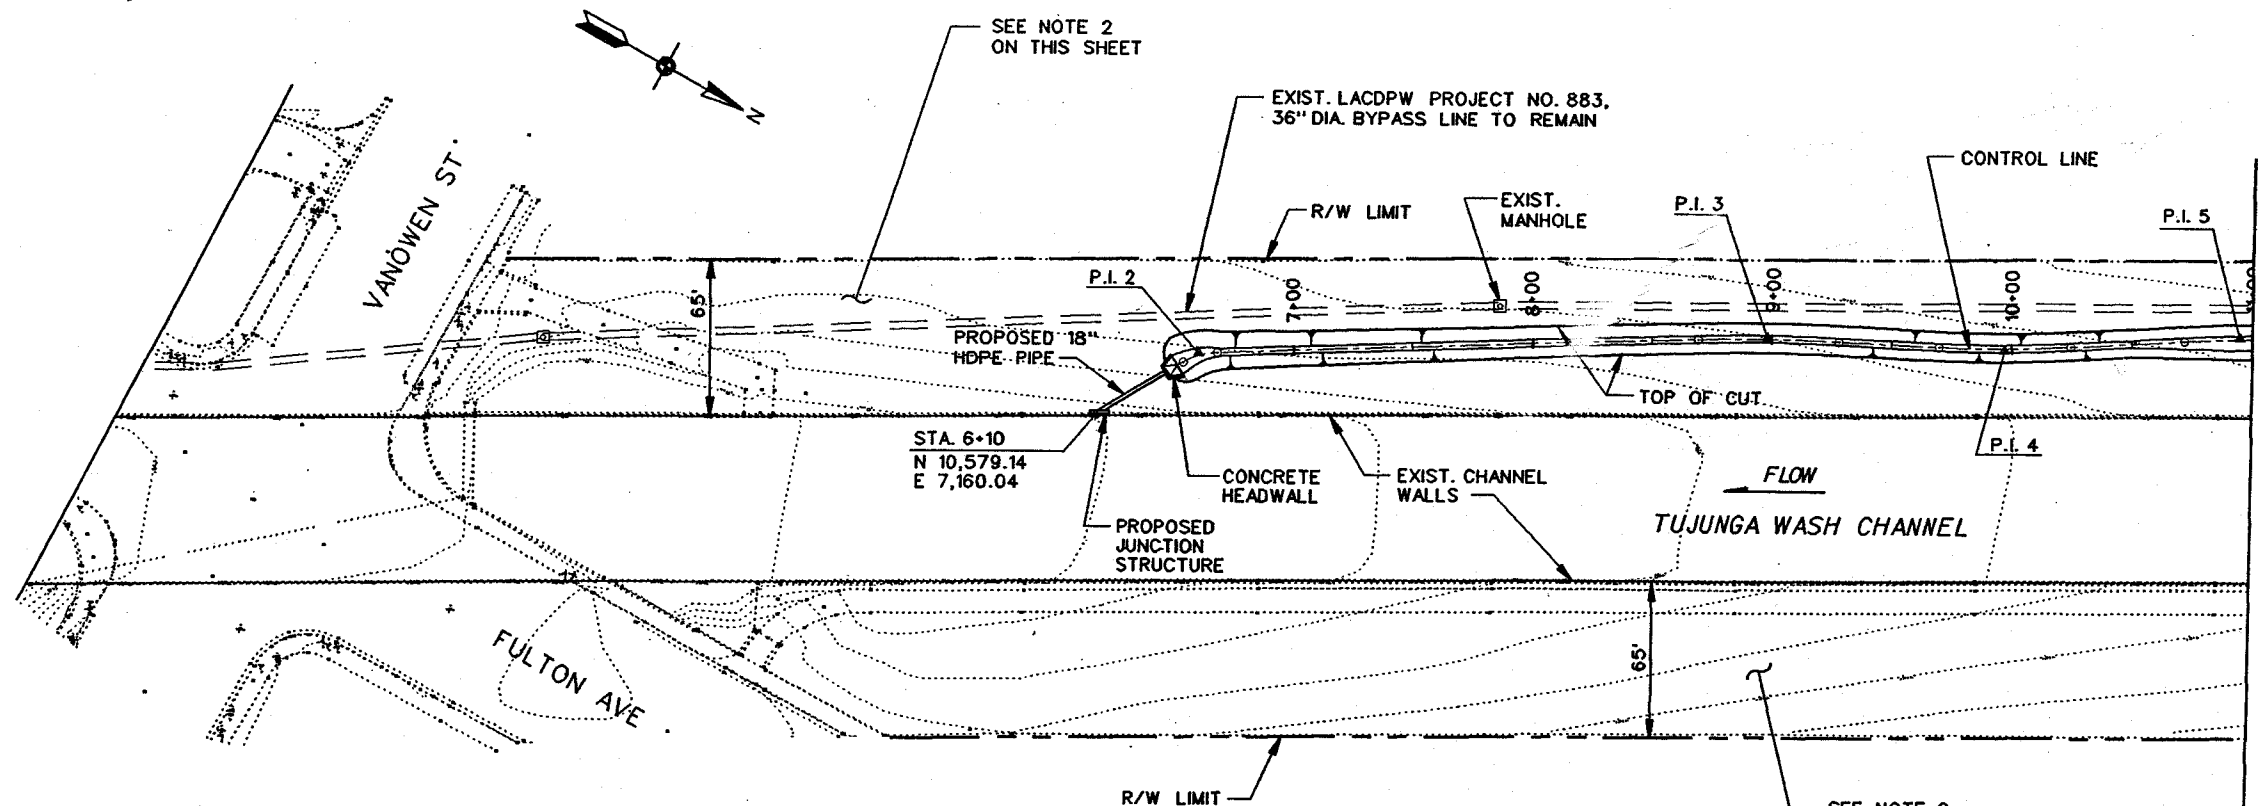 SEE NOTE 2
ON THIS SHEET
N
EXIST. LACDPW PROJECT NO. 883,
36" DIA. BYPASS LINE TO REMAIN
CONTROL LINE
VANOWEN ST
R/W LIMIT
EXIST.
MANHOLE
P.I. 3
P.I. 5
65'
P.I. 2
7+00
8+00
9+00
10+00
PROPOSED 18"
HDPE PIPE
TOP OF CUT
STA. 6+10
N 10,579.14
E 7,160.04
CONCRETE
HEADWALL
EXIST. CHANNEL
WALLS
P.I. 4
FLOW
TUJUNGA WASH CHANNEL
PROPOSED
JUNCTION
STRUCTURE
FULTON AVE
65'
R/W LIMIT
SEE NOTE